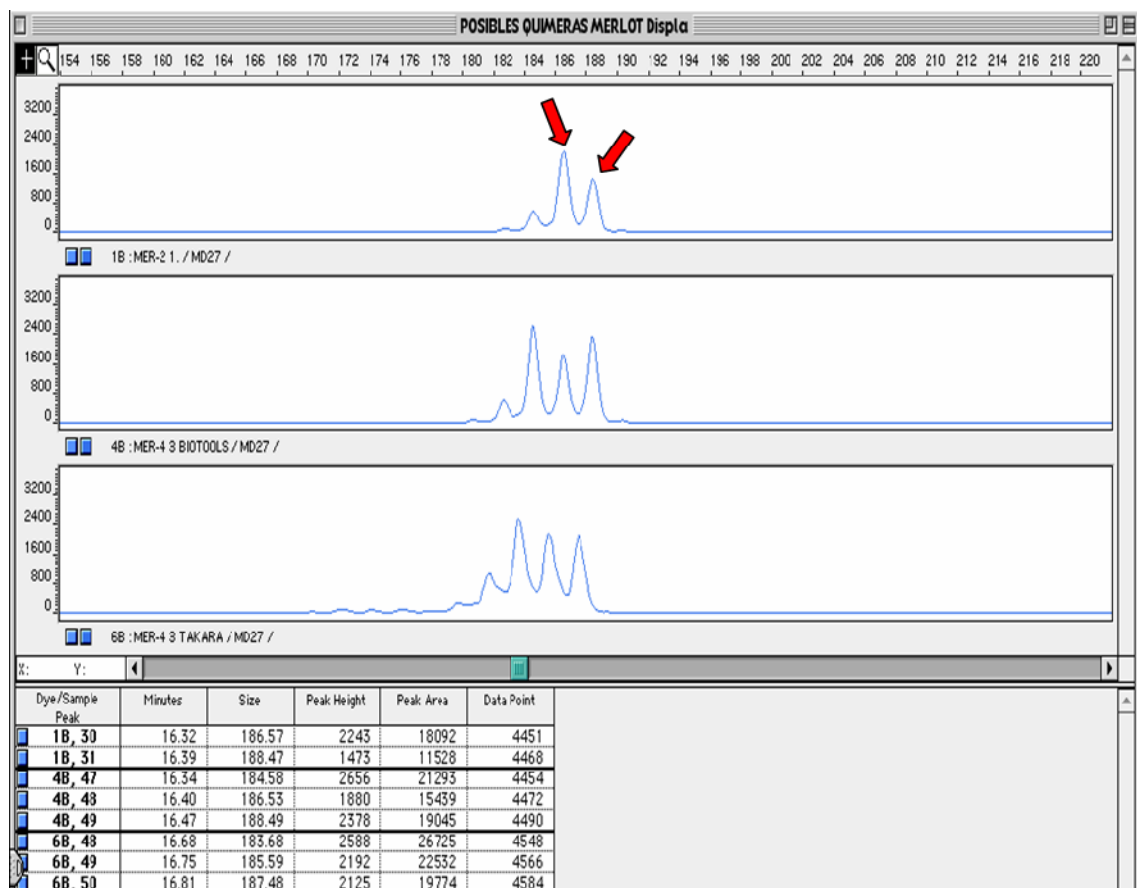 POSIBLES QUIMERAS MERLOT Displa
154 156 158 160 162 164 166 168 170 172 174 176 178 180 182 184 186 188 190 192 194 196 198 200 202 204 206 208 210 212 214 216 218 220
3200
2400
1600
800
0
1B : MER-2 1. / MD27 /
3200
2400
1600
800
0
4B : MER-4 3 BIOTOOLS / MD27 /
3200
2400
1600
800
0
6B : MER-4 3 TAKARA / MD27 /
X: Y:
Dye/Sample Peak Minutes Size Peak Height Peak Area Data Point
1B, 30 16.32 186.57 2243 18092 4451
1B, 31 16.39 188.47 1473 11528 4468
4B, 47 16.34 184.58 2656 21293 4454
4B, 48 16.40 186.53 1880 15439 4472
4B, 49 16.47 188.49 2378 19045 4490
6B, 48 16.68 183.68 2588 26725 4548
6B, 49 16.75 185.59 2192 22532 4566
6B, 50 16.81 187.48 2125 19774 4584